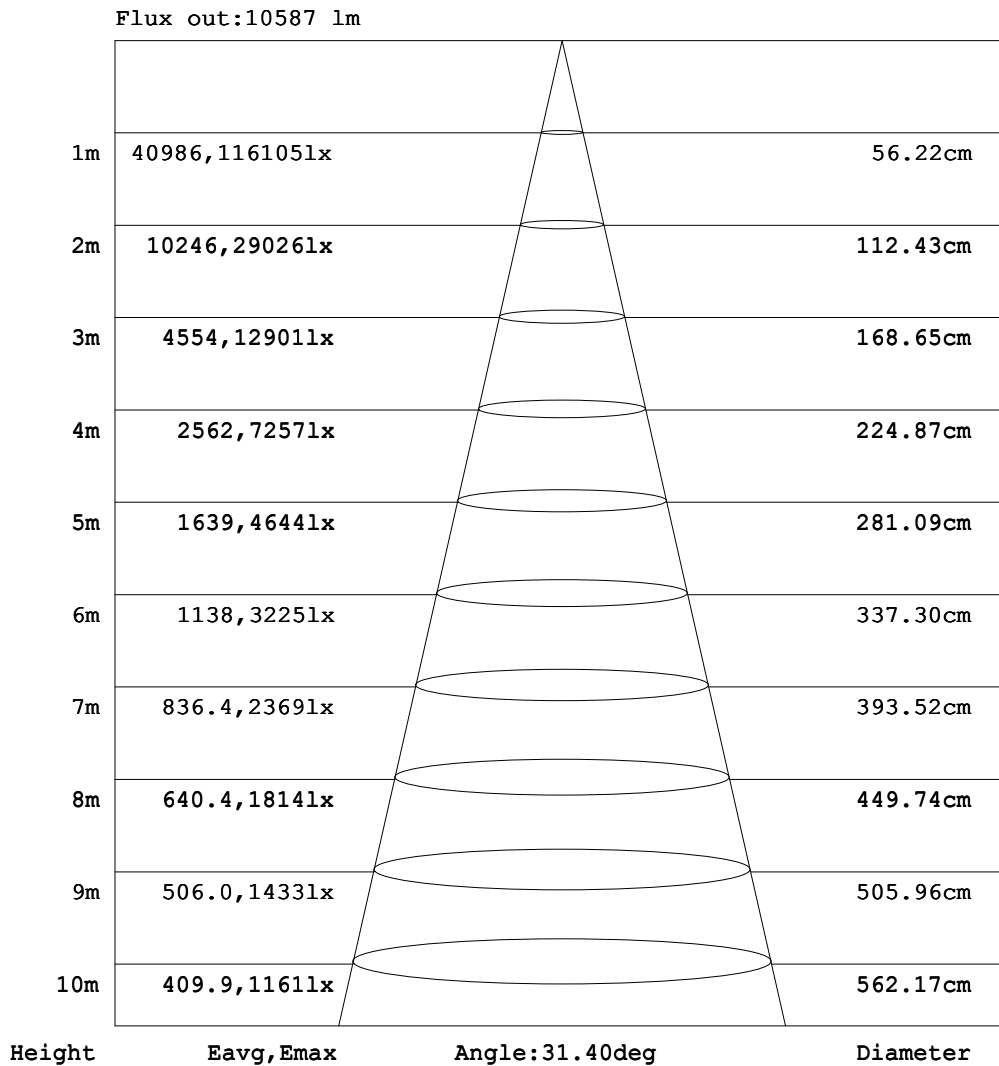 Flux out:10587 lm
1m 40986,116105lx 56.22cm
2m 10246,29026lx 112.43cm
3m 4554,12901lx 168.65cm
4m 2562,7257lx 224.87cm
5m 1639,4644lx 281.09cm
6m 1138,3225lx 337.30cm
7m 836.4,2369lx 393.52cm
8m 640.4,1814lx 449.74cm
9m 506.0,1433lx 505.96cm
10m 409.9,1161lx 562.17cm
Height Eavg,Emax Angle:31.40deg Diameter